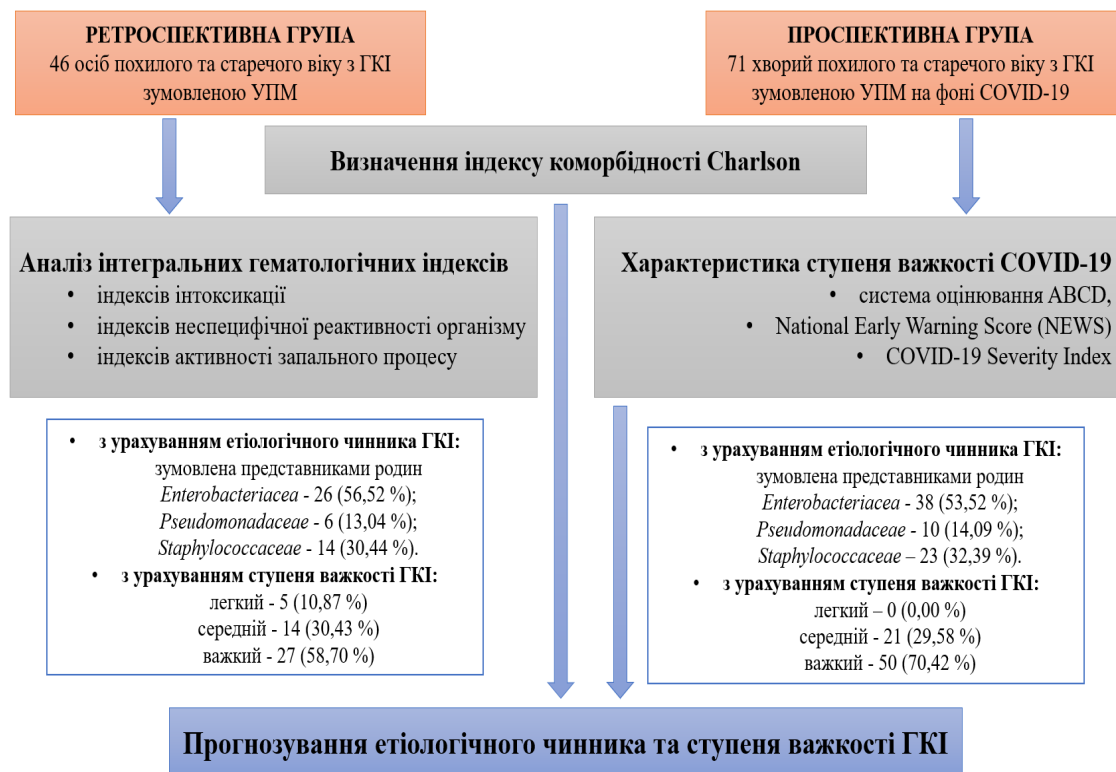 РЕТРОСПЕКТИВНА ГРУПА
46 осіб похилого та старечого віку з ГКІ
зумовленою УПМ
ПРОСПЕКТИВНА ГРУПА
71 хворий похилого та старечого віку з ГКІ
зумовленою УПМ на фоні COVID-19
Визначення індексу коморбідності Charlson
Аналіз інтегральних гематологічних індексів
• індексів інтоксикації
• індексів неспецифічної реактивності організму
• індексів активності запального процесу
Характеристика ступеня важкості COVID-19
• система оцінювання ABCD,
• National Early Warning Score (NEWS)
• COVID-19 Severity Index
• з урахуванням етіологічного чинника ГКІ:
зумовлена представниками родин
Enterobacteriacea - 26 (56,52 %);
Pseudomonadaceae - 6 (13,04 %);
Staphylococcaceae - 14 (30,44 %).
• з урахуванням ступеня важкості ГКІ:
легкий - 5 (10,87 %)
середній - 14 (30,43 %)
важкий - 27 (58,70 %)
• з урахуванням етіологічного чинника ГКІ:
зумовлена представниками родин
Enterobacteriacea - 38 (53,52 %);
Pseudomonadaceae - 10 (14,09 %);
Staphylococcaceae – 23 (32,39 %).
• з урахуванням ступеня важкості ГКІ:
легкий – 0 (0,00 %)
середній - 21 (29,58 %)
важкий - 50 (70,42 %)
Прогнозування етіологічного чинника та ступеня важкості ГКІ